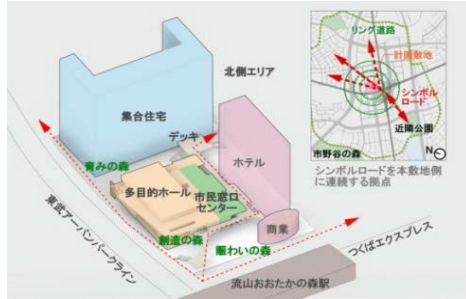 リング道路
計画敷地
シンボル
ロード
近隣公園
市野谷の森
N
シンボルロードを本敷地側
に連続する拠点
北側エリア
集合住宅
デッキ
ホテル
育みの森
多目的ホール
市民窓口
センター
商業
創造の森
賑わいの森
東武アーバンパークライン
つくばエクスプレス
流山おおたかの森駅